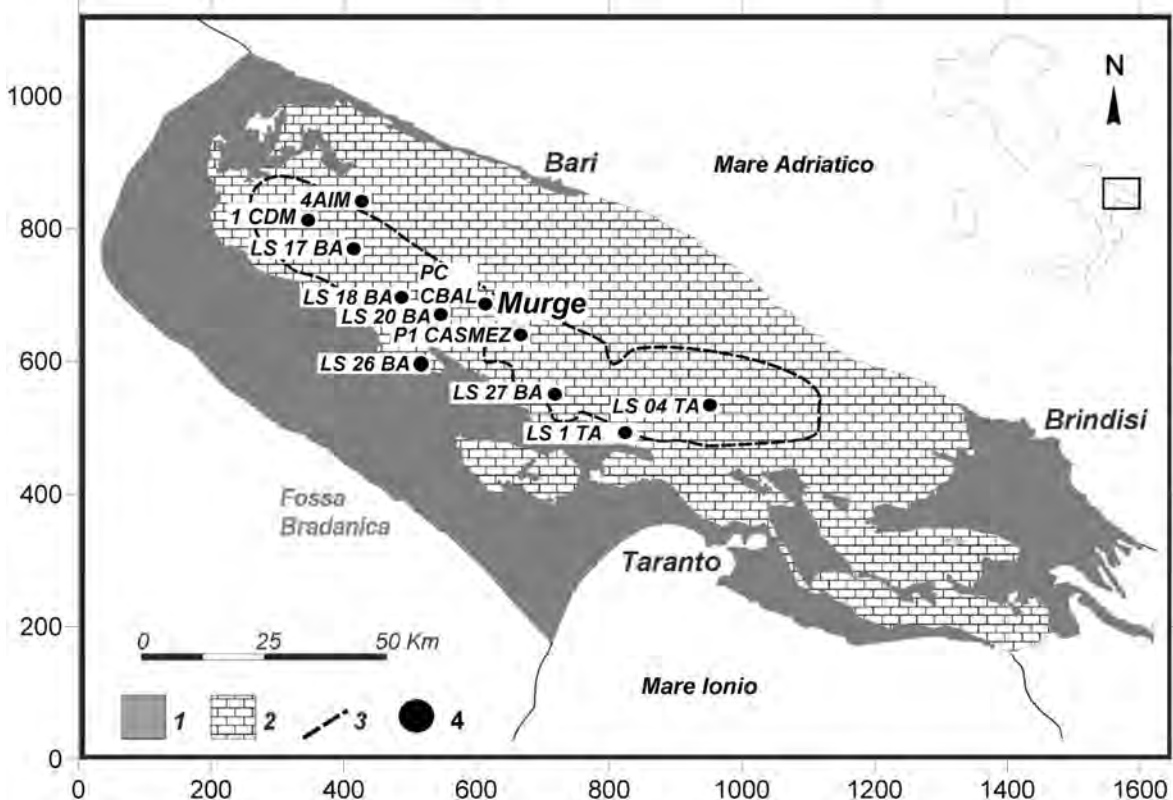 1000
800
600
400
200
0
0 200 400 600 800 1000 1200 1400 1600
N
Bari
Mare Adriatico
4AIM
1 CDM
LS 17 BA
PC
CBAL
LS 18 BA
Murge
LS 20 BA
P1 CASMEZ
LS 26 BA
LS 27 BA
LS 04 TA
LS 1 TA
Brindisi
Fossa
Bradanica
Taranto
Mare Ionio
0 25 50 Km
1 2 3 4